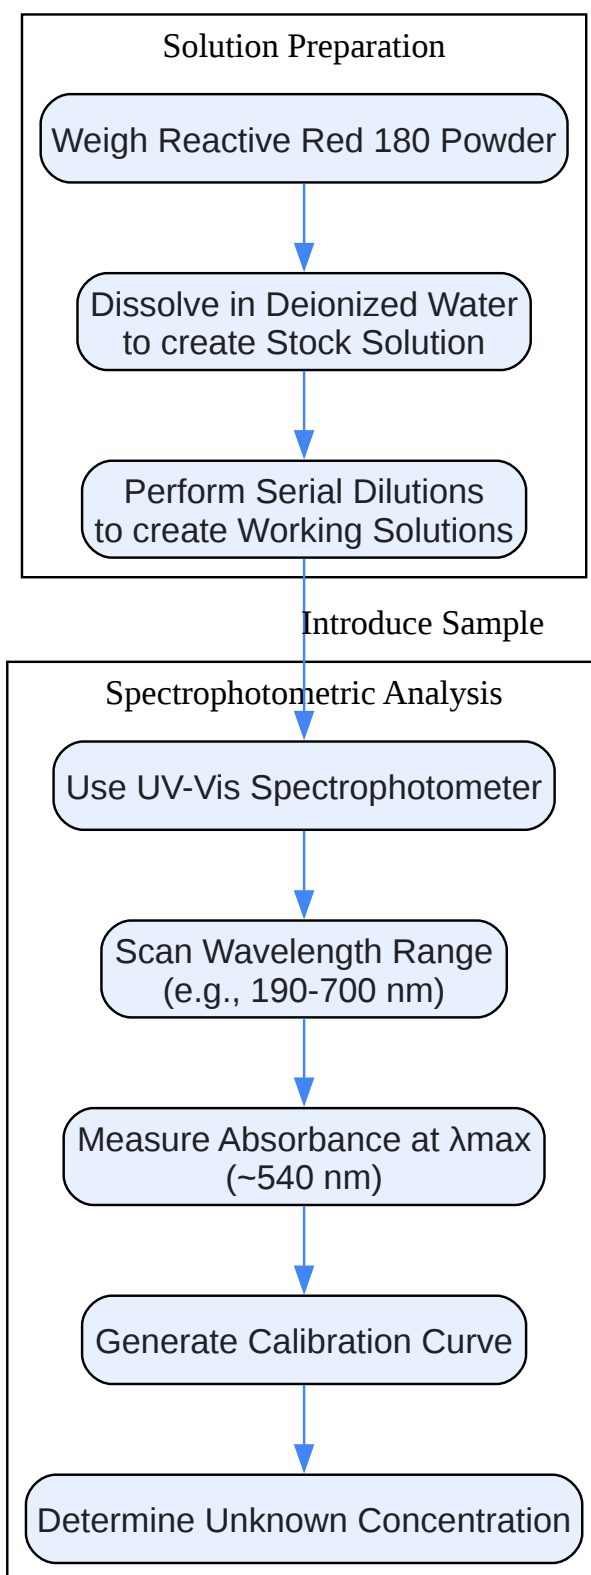 Solution Preparation
Weigh Reactive Red 180 Powder
Dissolve in Deionized Water
to create Stock Solution
Perform Serial Dilutions
to create Working Solutions
Introduce Sample
Spectrophotometric Analysis
Use UV-Vis Spectrophotometer
Scan Wavelength Range
(e.g., 190-700 nm)
Measure Absorbance at λmax
(~540 nm)
Generate Calibration Curve
Determine Unknown Concentration